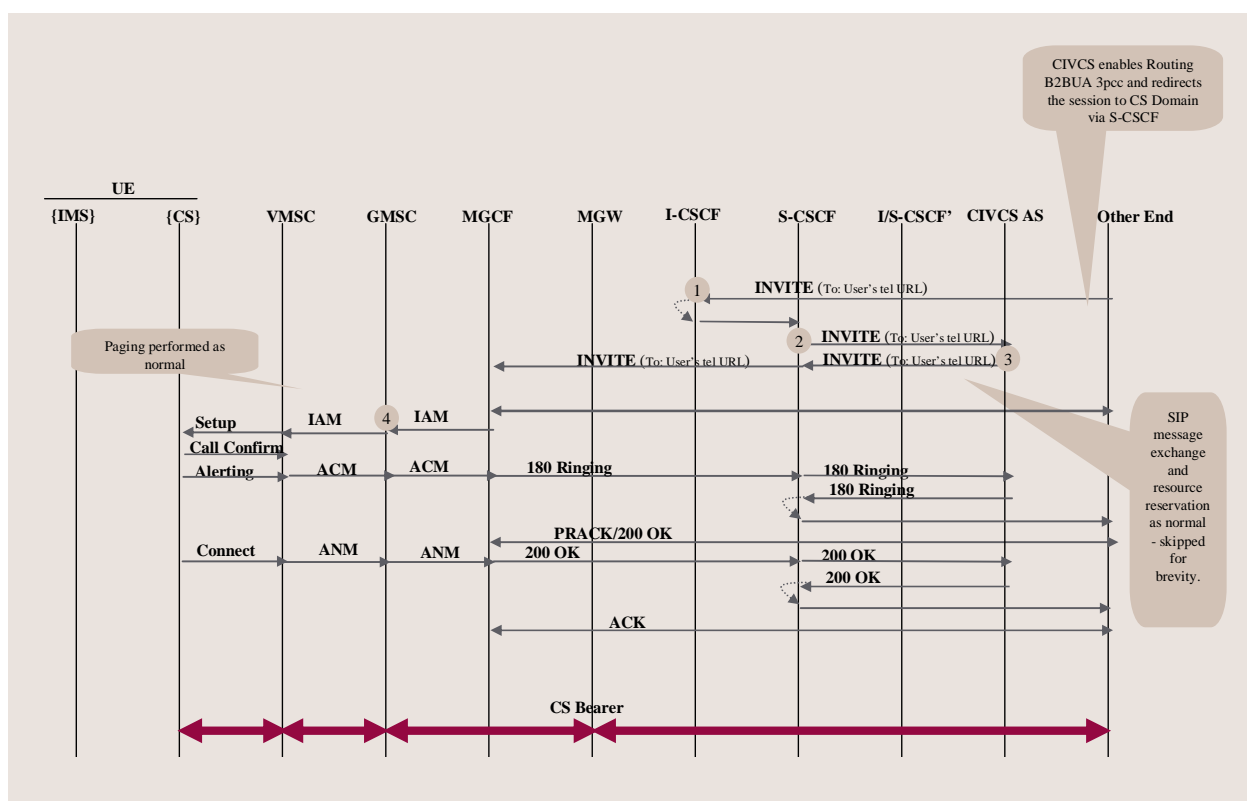 CIVCS enables Routing
B2BUA 3pcc and redirects
the session to CS Domain
via S-CSCF
UE
{IMS} {CS} VMSC GMSC MGCF MGW I-CSCF S-CSCF I/S-CSCF' CIVCS AS Other End
1 INVITE (To: User's tel URL)
2 INVITE (To: User's tel URL)
INVITE (To: User's tel URL) INVITE (To: User's tel URL) 3
Paging performed as
normal
Setup IAM 4 IAM
Call Confirm
Alerting ACM ACM 180 Ringing 180 Ringing
180 Ringing
PRACK/200 OK
Connect ANM ANM 200 OK 200 OK
200 OK
ACK
SIP
message
exchange
and
resource
reservation
as normal
- skipped
for
brevity.
CS Bearer